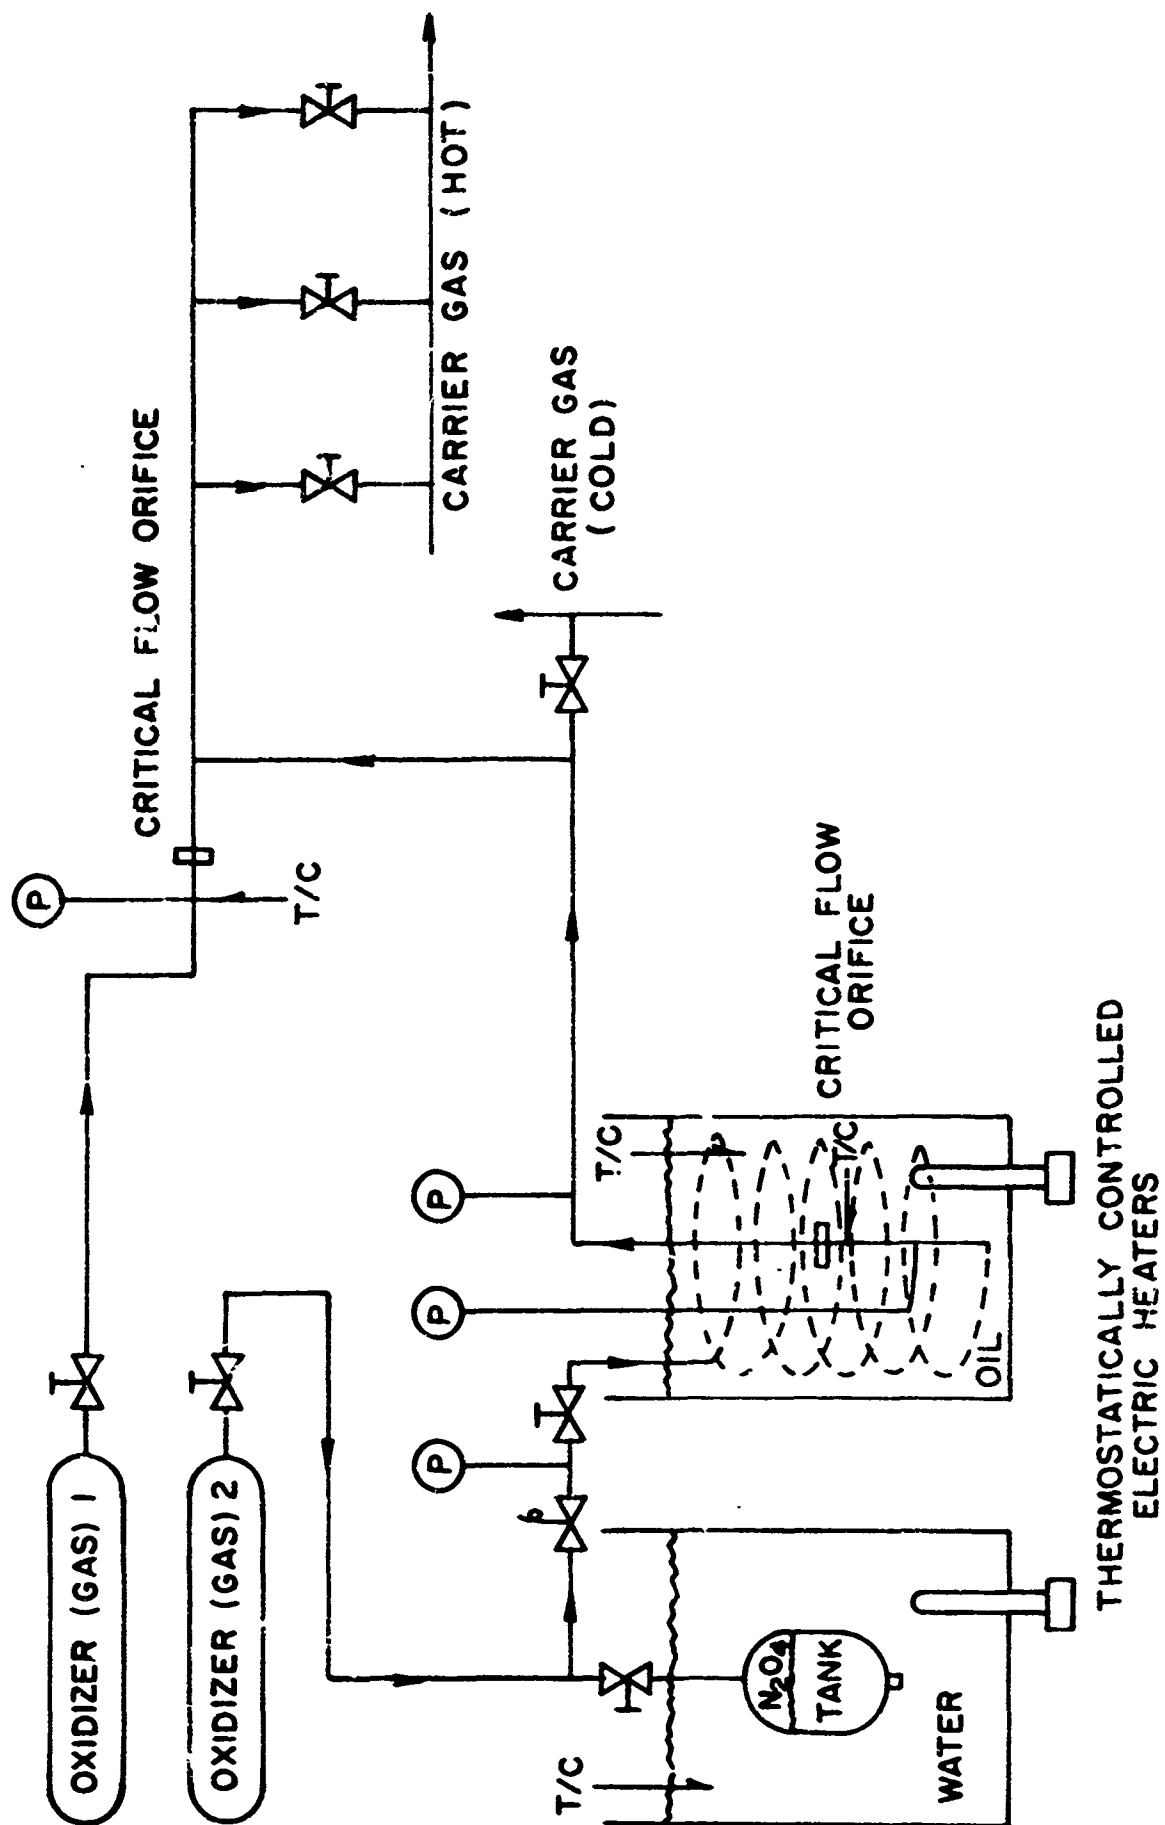 OXIDIZER (GAS) 1
OXIDIZER (GAS) 2
P
T/C
CRITICAL FLOW ORIFICE
CARRIER GAS (HOT)
CARRIER GAS
(COLD)
P
P
P
T/C
T/C
CRITICAL FLOW
ORIFICE
OIL
T/C
N₂O₄
TANK
WATER
THERMOSTATICALLY CONTROLLED
ELECTRIC HEATERS